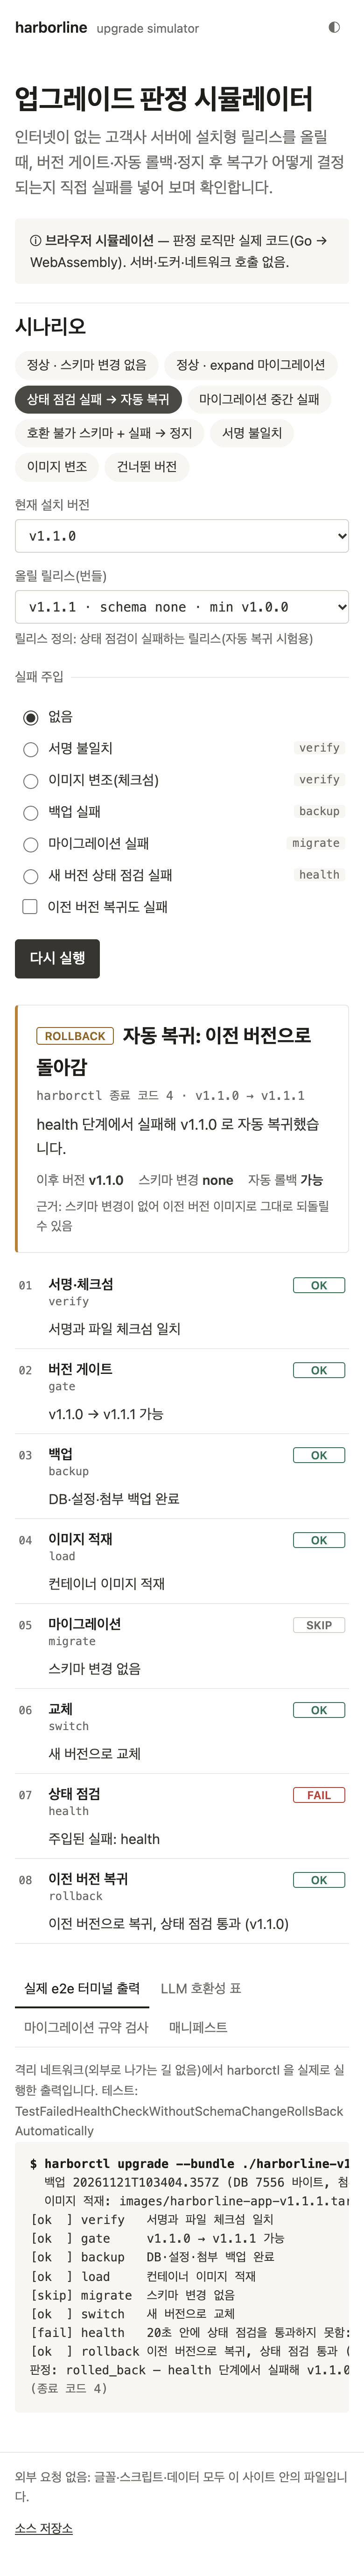 harborline upgrade simulator
업그레이드 판정 시뮬레이터
인터넷이 없는 고객사 서버에 설치형 릴리스를 올릴
때, 버전 게이트·자동 롤백·정지 후 복구가 어떻게 결정
되는지 직접 실패를 넣어 보며 확인합니다.
ⓘ 브라우저 시뮬레이션 — 판정 로직만 실제 코드(Go →
WebAssembly). 서버·도커·네트워크 호출 없음.
시나리오
정상 · 스키마 변경 없음 정상 · expand 마이그레이션
상태 점검 실패 → 자동 복귀 마이그레이션 중간 실패
호환 불가 스키마 + 실패 → 정지 서명 불일치
이미지 변조 건너뛴 버전
현재 설치 버전
v1.1.0
올릴 릴리스(번들)
v1.1.1 · schema none · min v1.0.0
릴리스 정의: 상태 점검이 실패하는 릴리스(자동 복귀 시험용)
실패 주입
없음
서명 불일치 verify
이미지 변조(체크섬) verify
백업 실패 backup
마이그레이션 실패 migrate
새 버전 상태 점검 실패 health
이전 버전 복귀도 실패
다시 실행
ROLLBACK 자동 복귀: 이전 버전으로
돌아감
harborctl 종료 코드 4 · v1.1.0 → v1.1.1
health 단계에서 실패해 v1.1.0 로 자동 복귀했습
니다.
이후 버전 v1.1.0 스키마 변경 none 자동 롤백 가능
근거: 스키마 변경이 없어 이전 버전 이미지로 그대로 되돌릴
수 있음
01 서명·체크섬 OK
verify
서명과 파일 체크섬 일치
02 버전 게이트 OK
gate
v1.1.0 → v1.1.1 가능
03 백업 OK
backup
DB·설정·첨부 백업 완료
04 이미지 적재 OK
load
컨테이너 이미지 적재
05 마이그레이션 SKIP
migrate
스키마 변경 없음
06 교체 OK
switch
새 버전으로 교체
07 상태 점검 FAIL
health
주입된 실패: health
08 이전 버전 복귀 OK
rollback
이전 버전으로 복귀, 상태 점검 통과 (v1.1.0)
실제 e2e 터미널 출력 LLM 호환성 표
마이그레이션 규약 검사 매니페스트
격리 네트워크(외부로 나가는 길 없음)에서 harborctl 을 실제로 실
행한 출력입니다. 테스트:
TestFailedHealthCheckWithoutSchemaChangeRollsBack
Automatically
$ harborctl upgrade --bundle ./harborline-v1
백업 20261121T103404.357Z (DB 7556 바이트, 첨
이미지 적재: images/harborline-app-v1.1.1.tar
[ok  ] verify 서명과 파일 체크섬 일치
[ok  ] gate v1.1.0 → v1.1.1 가능
[ok  ] backup DB·설정·첨부 백업 완료
[ok  ] load 컨테이너 이미지 적재
[skip] migrate 스키마 변경 없음
[ok  ] switch 새 버전으로 교체
[fail] health 20초 안에 상태 점검을 통과하지 못함:
[ok  ] rollback 이전 버전으로 복귀, 상태 점검 통과 (
판정: rolled_back — health 단계에서 실패해 v1.1.0
(종료 코드 4)
외부 요청 없음: 글꼴·스크립트·데이터 모두 이 사이트 안의 파일입니
다.
소스 저장소